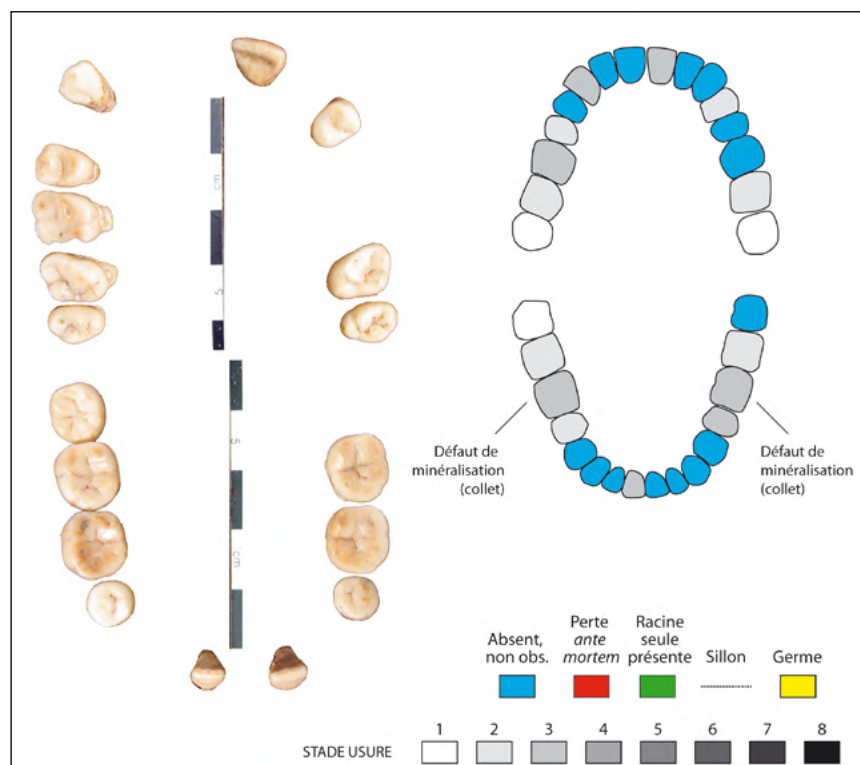 cm
5
5
cm
Défaut de
minéralisation
(collet)
Défaut de
minéralisation
(collet)
Absent,
non obs.
Perte
ante
mortem
Racine
seule
présente
Sillon
Germe
1 2 3 4 5 6 7 8
STADE USURE